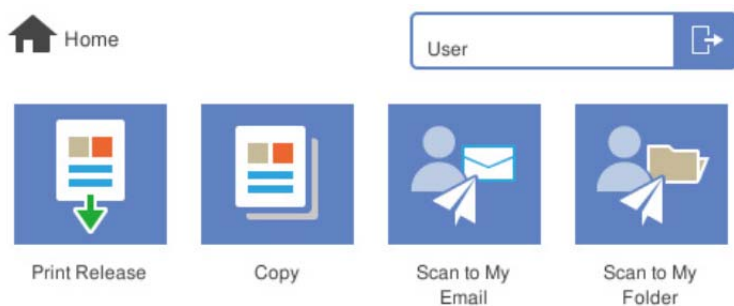 Home
User
Print Release
Copy
Scan to My
Email
Scan to My
Folder